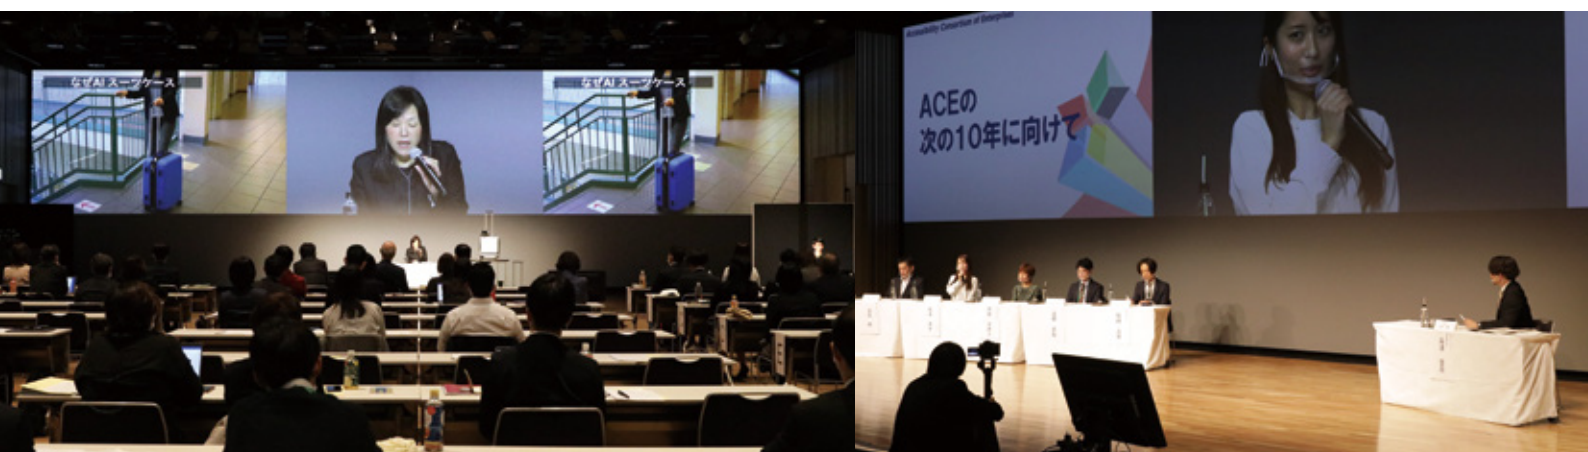 なぜAI スーツケース
なぜAI スーツケース
Accessibility Consortium of Enterprises
ACEの
次の10年に向けて